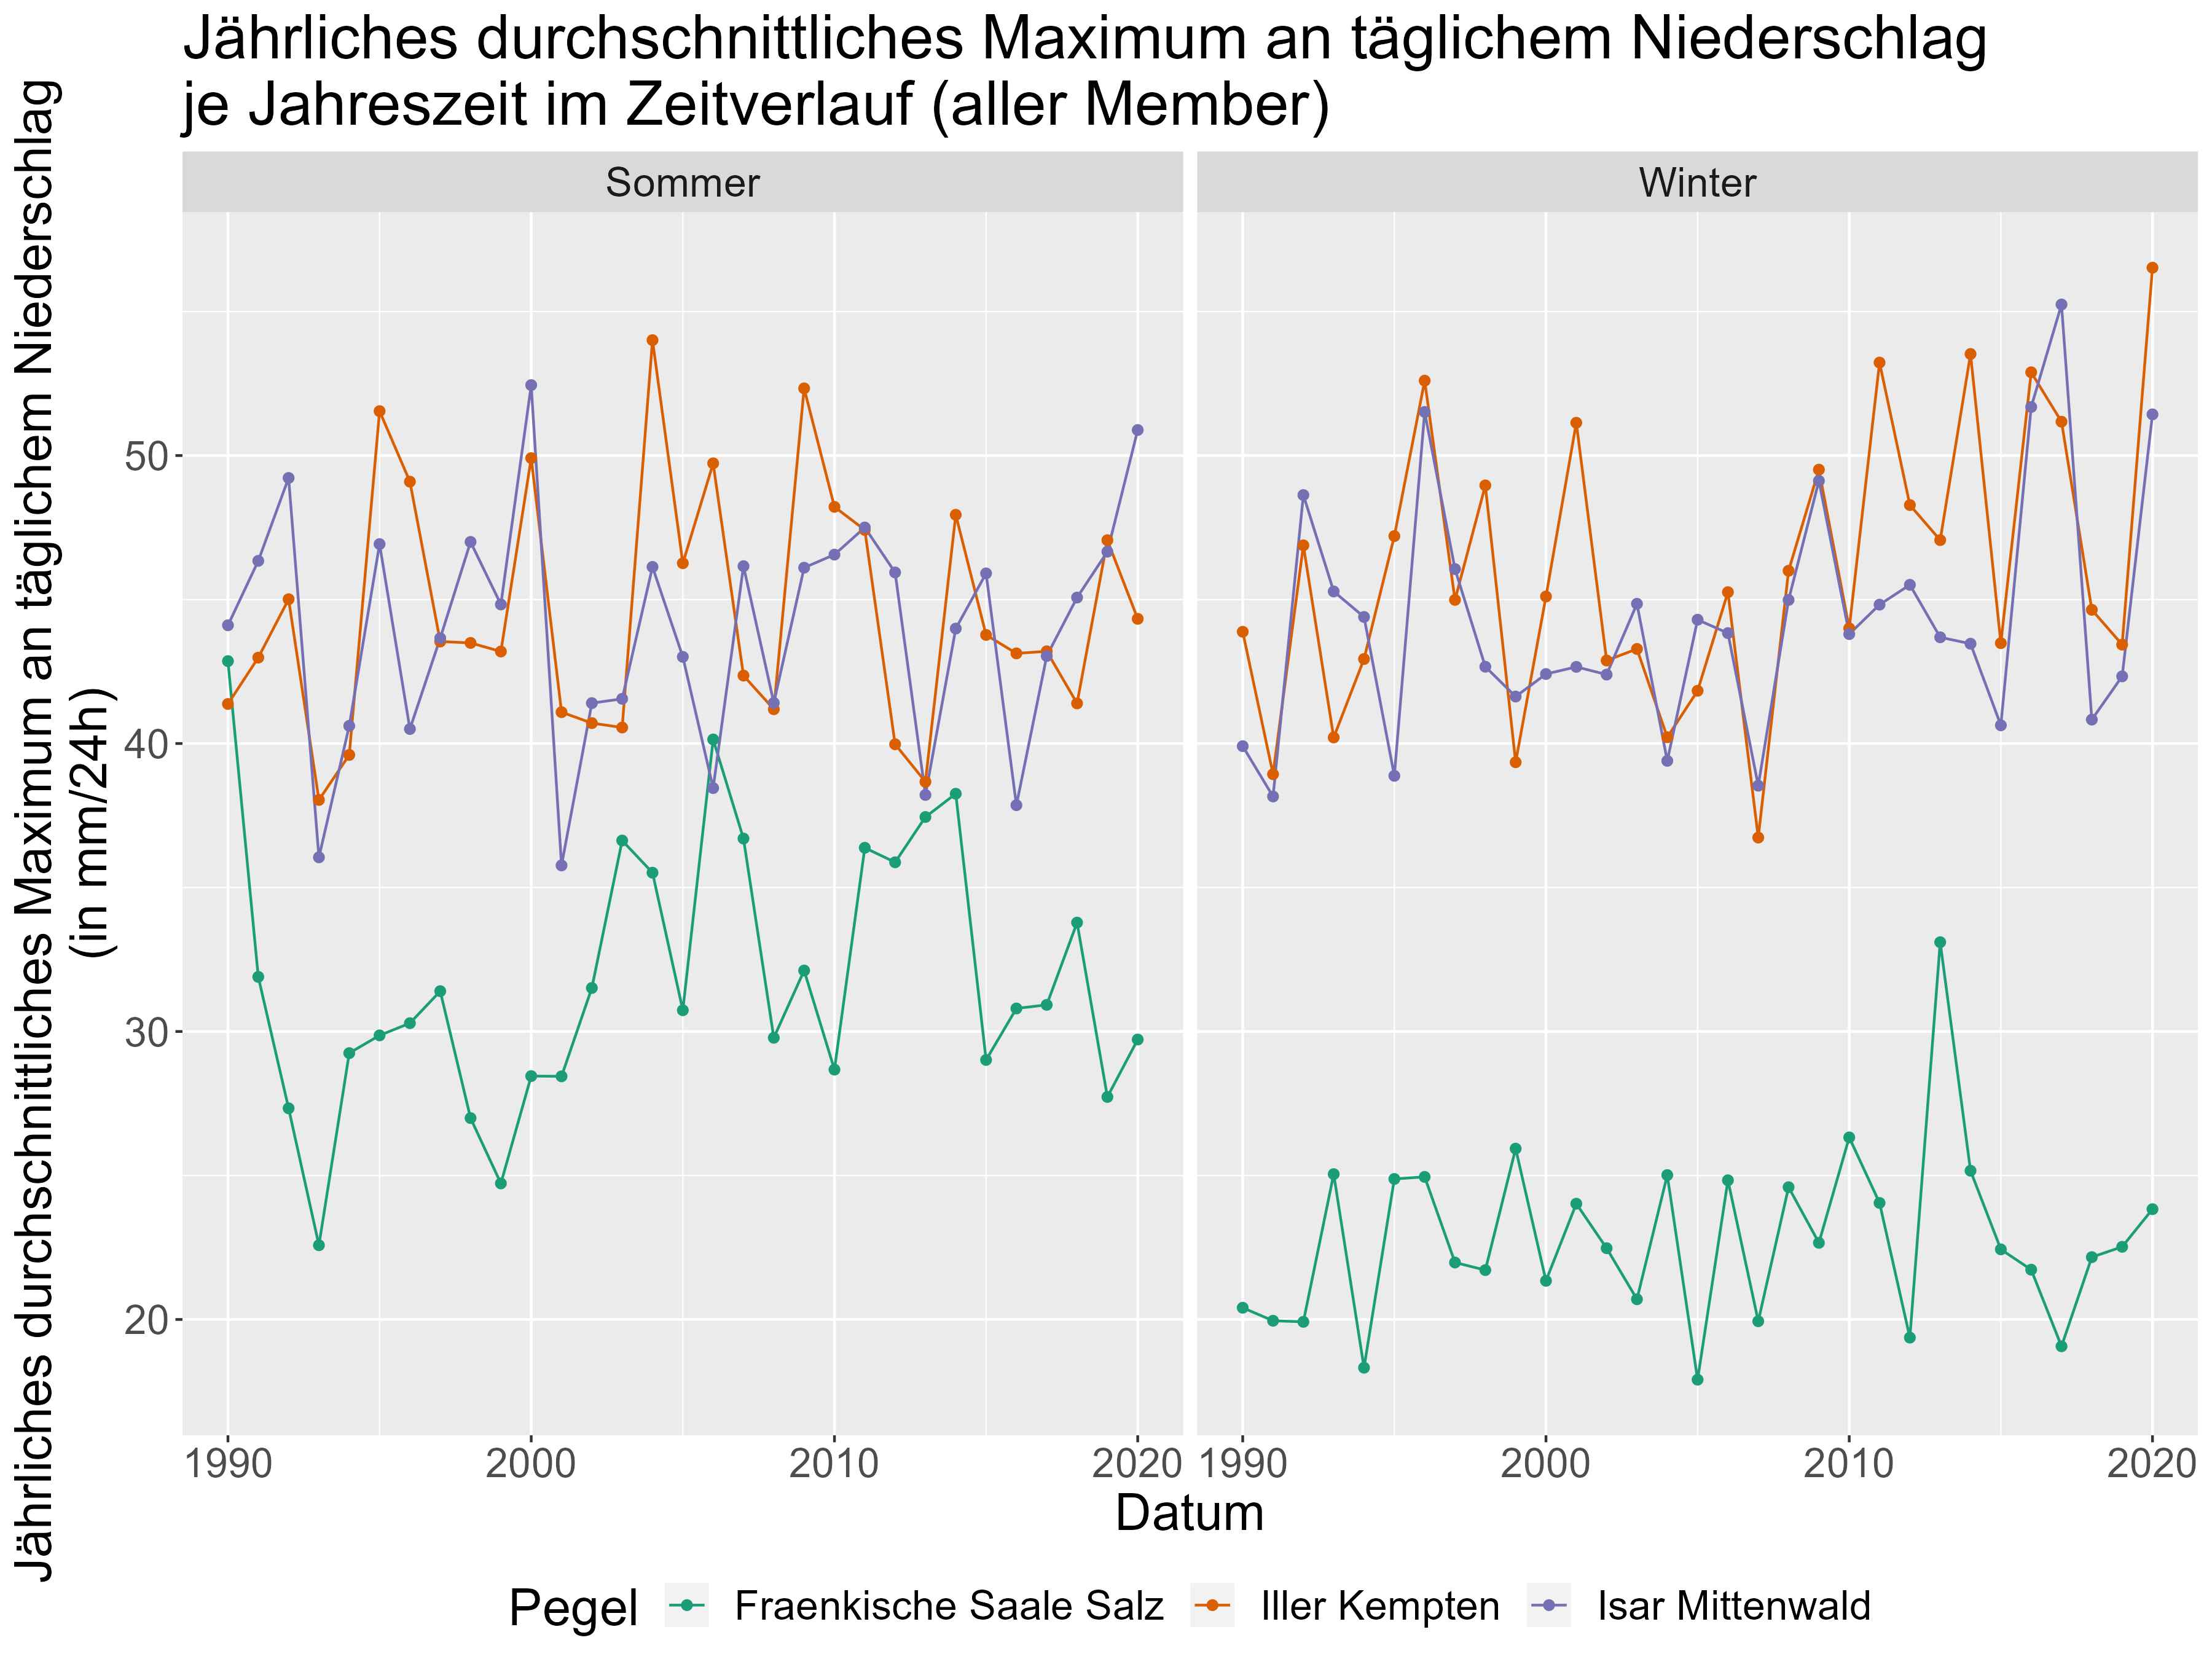 Jährliches durchschnittliches Maximum an täglichem Niederschlag
je Jahreszeit im Zeitverlauf (aller Member)
Jährliches durchschnittliches Maximum an täglichem Niederschlag
(in mm/24h)
Sommer
Winter
50
40
30
20
1990
2000
2010
2020
1990
2000
2010
2020
Datum
Pegel
Fraenkische Saale Salz
Iller Kempten
Isar Mittenwald